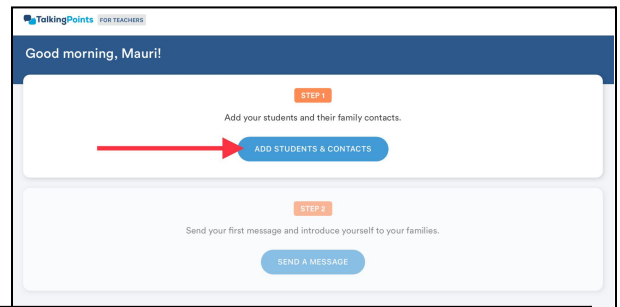 TalkingPoints FOR TEACHERS
Good morning, Mauri!
STEP 1
Add your students and their family contacts.
ADD STUDENTS & CONTACTS
STEP 2
Send your first message and introduce yourself to your families.
SEND A MESSAGE